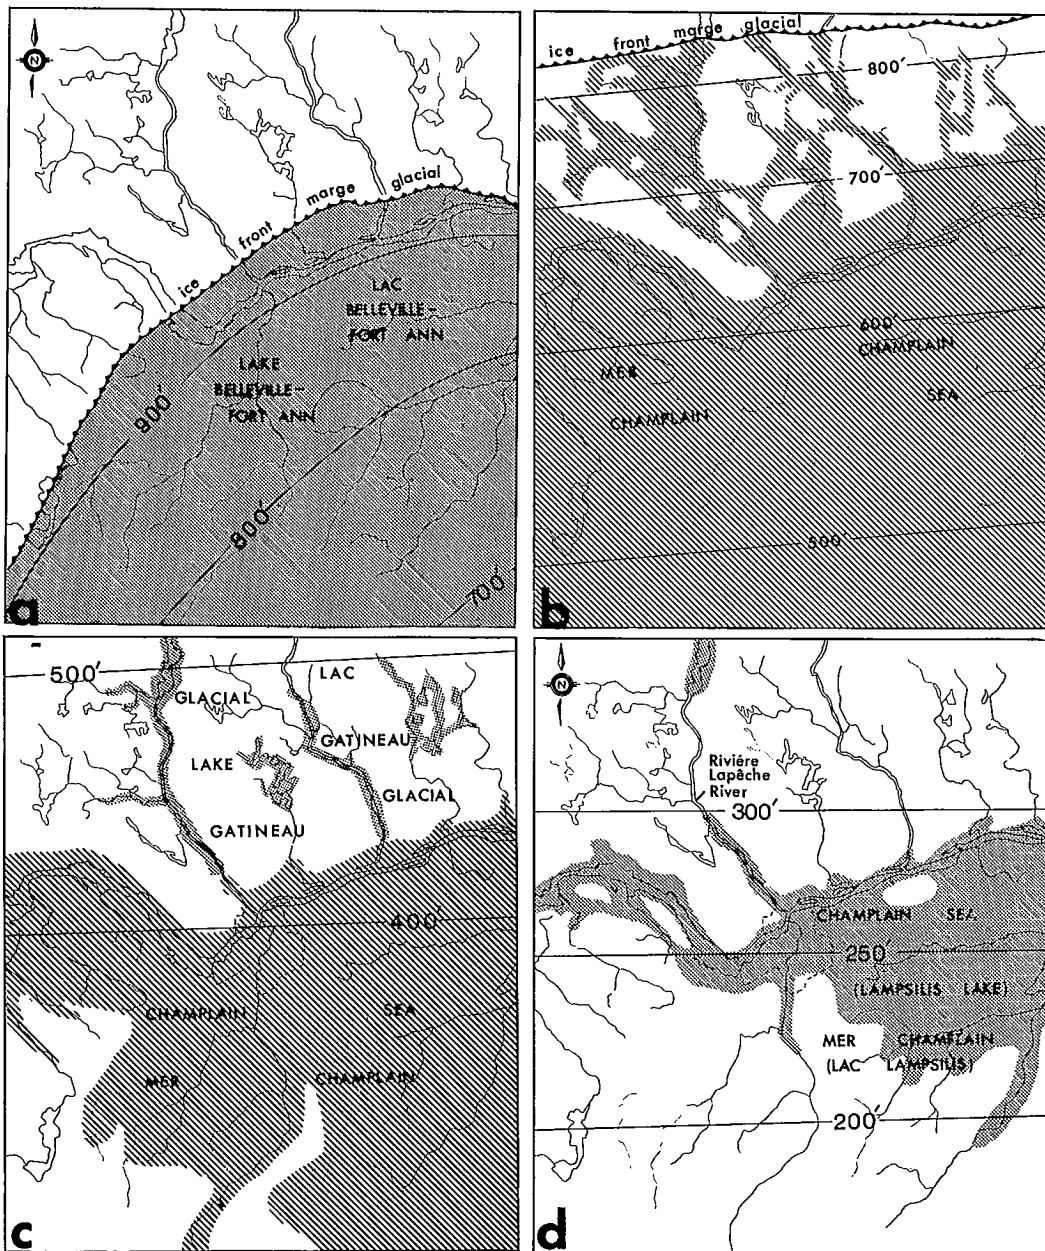 N
ice front marge glacial
LAC
BELLEVILLE-
FORT ANN
LAKE
BELLEVILLE-
FORT ANN
900'
800'
700'
a
ice front marge glacial
800'
700'
600'
CHAMPLAIN
SEA
MER
CHAMPLAIN
500'
b
500'
GLACIAL
LAKE
GATINEAU
LAC
GATINEAU
GLACIAL
400'
CHAMPLAIN
SEA
MER
CHAMPLAIN
c
N
Riviére
Lapêche
River
300'
CHAMPLAIN SEA
250'
(LAMPSILIS LAKE)
MER CHAMPLAIN
(LAC LAMPSILIS)
200'
d